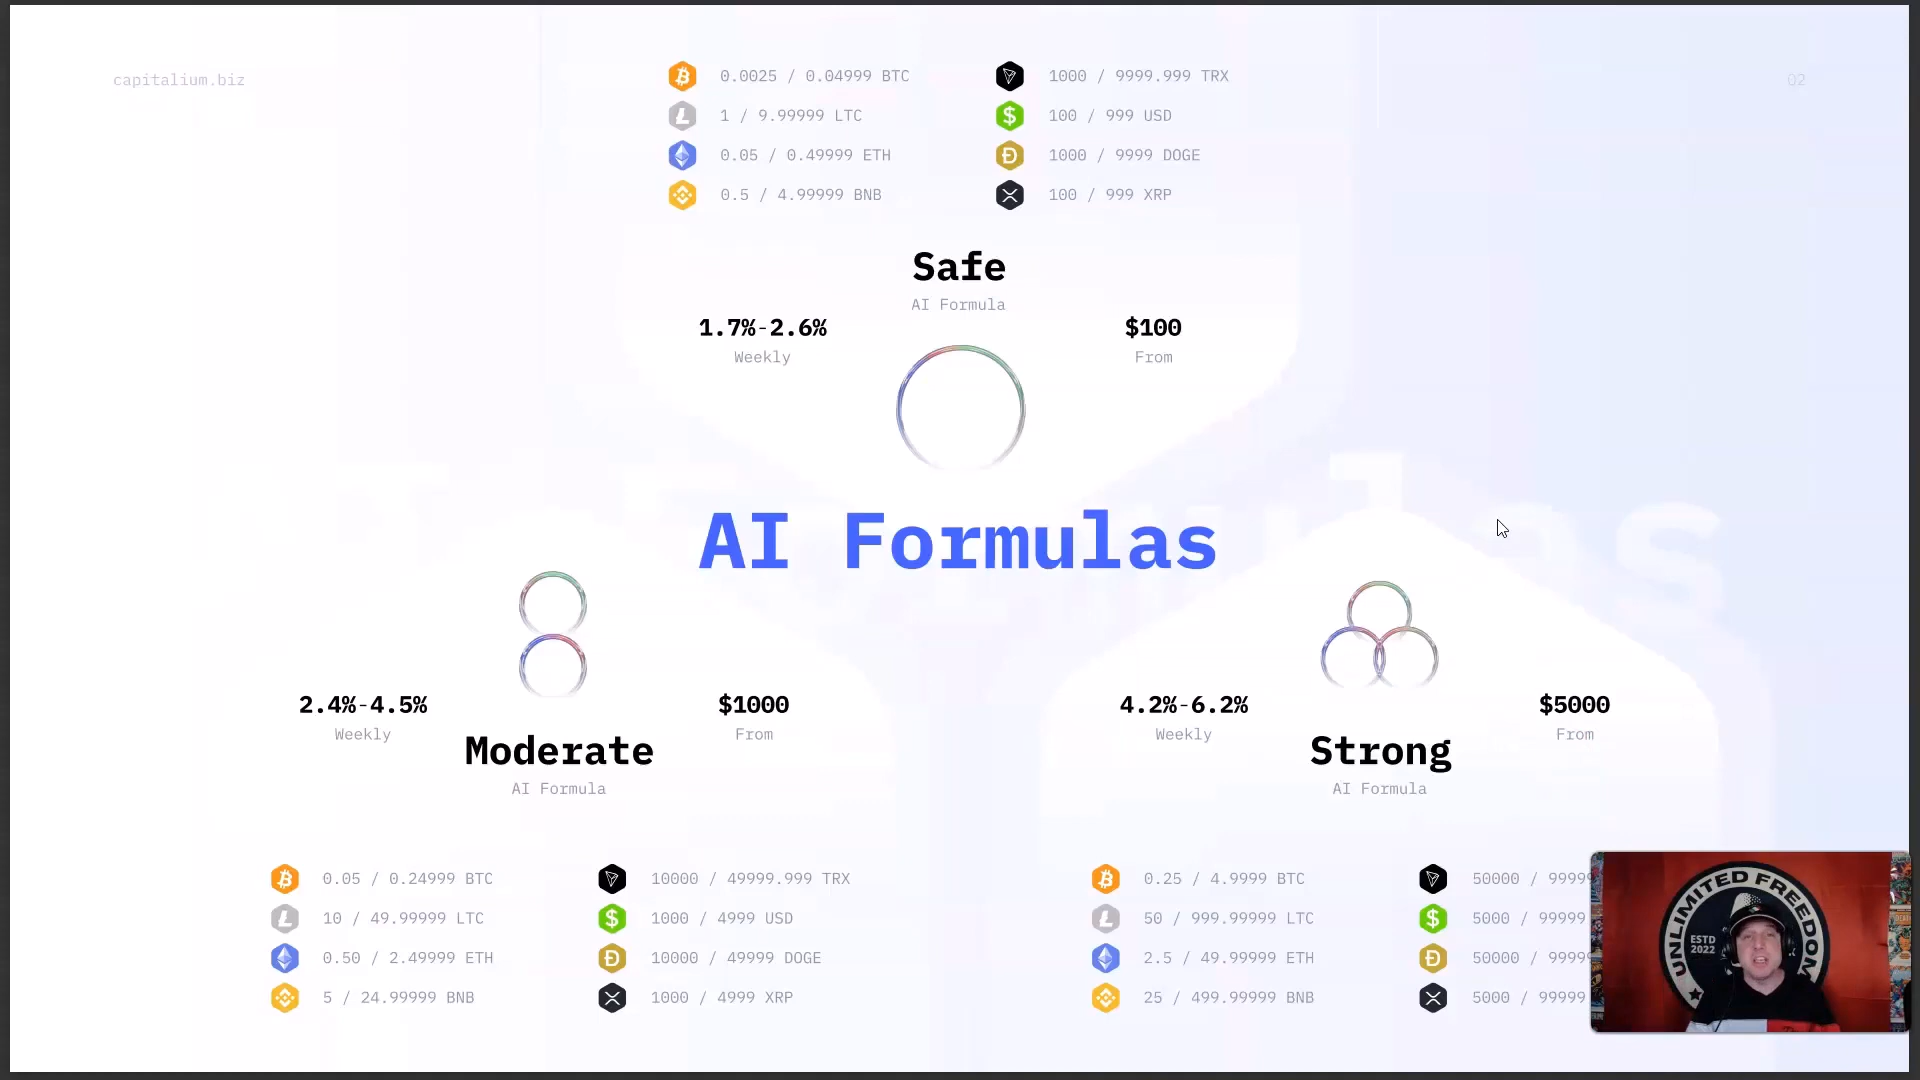 capitalium.biz
02
0.0025 / 0.04999 BTC
1000 / 9999.999 TRX
1 / 9.99999 LTC
100 / 999 USD
0.05 / 0.49999 ETH
1000 / 9999 DOGE
0.5 / 4.99999 BNB
100 / 999 XRP
Safe
AI Formula
1.7%-2.6%
Weekly
$100
From
AI Formulas
2.4%-4.5%
Weekly
$1000
From
Moderate
AI Formula
4.2%-6.2%
Weekly
$5000
From
Strong
AI Formula
0.05 / 0.24999 BTC
10000 / 49999.999 TRX
10 / 49.99999 LTC
1000 / 4999 USD
0.50 / 2.49999 ETH
10000 / 49999 DOGE
5 / 24.99999 BNB
1000 / 4999 XRP
0.25 / 4.9999 BTC
50000 / 9999
50 / 999.99999 LTC
5000 / 99999
2.5 / 49.99999 ETH
50000 / 9999
25 / 499.99999 BNB
5000 / 99999
UNLIMITED FREEDOM
ESTD
2022